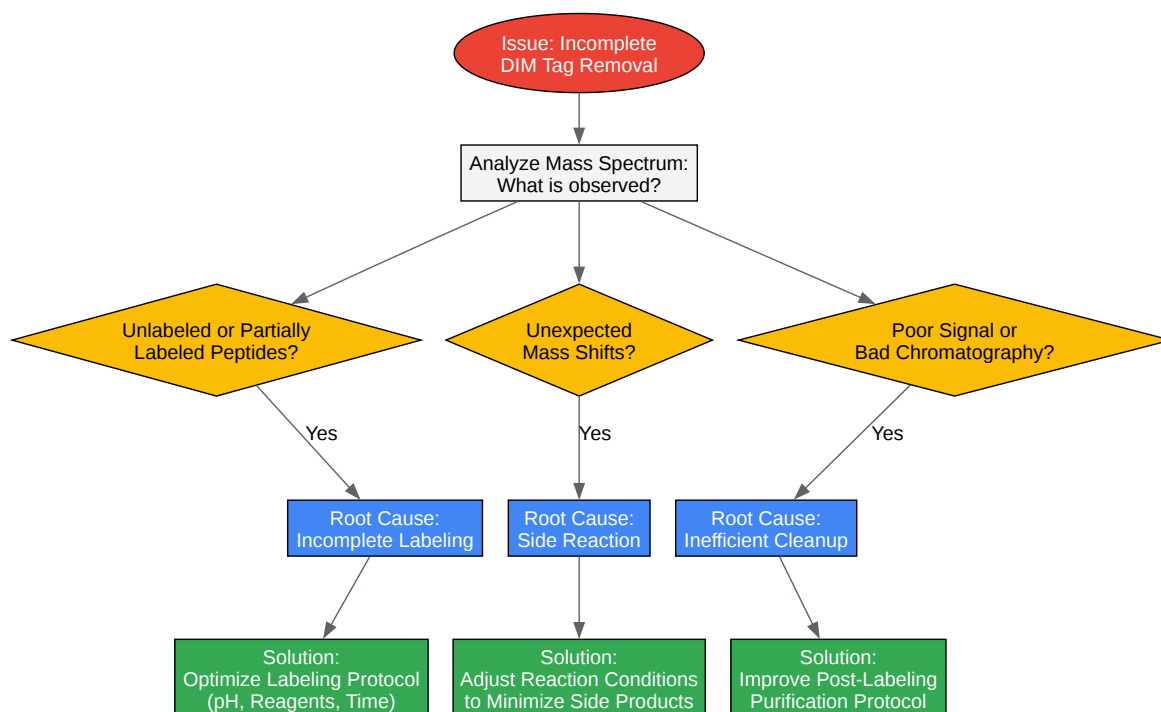 Issue: Incomplete
DIM Tag Removal
Analyze Mass Spectrum:
What is observed?
Unlabeled or Partially
Labeled Peptides?
Unexpected
Mass Shifts?
Poor Signal or
Bad Chromatography?
Yes
Yes
Yes
Root Cause:
Incomplete Labeling
Root Cause:
Side Reaction
Root Cause:
Inefficient Cleanup
Solution:
Optimize Labeling Protocol
(pH, Reagents, Time)
Solution:
Adjust Reaction Conditions
to Minimize Side Products
Solution:
Improve Post-Labeling
Purification Protocol